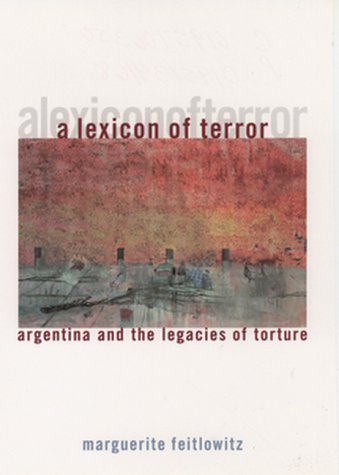 alexiconofterror
a lexicon of terror
argentina and the legacies of torture
marguerite feitlowitz